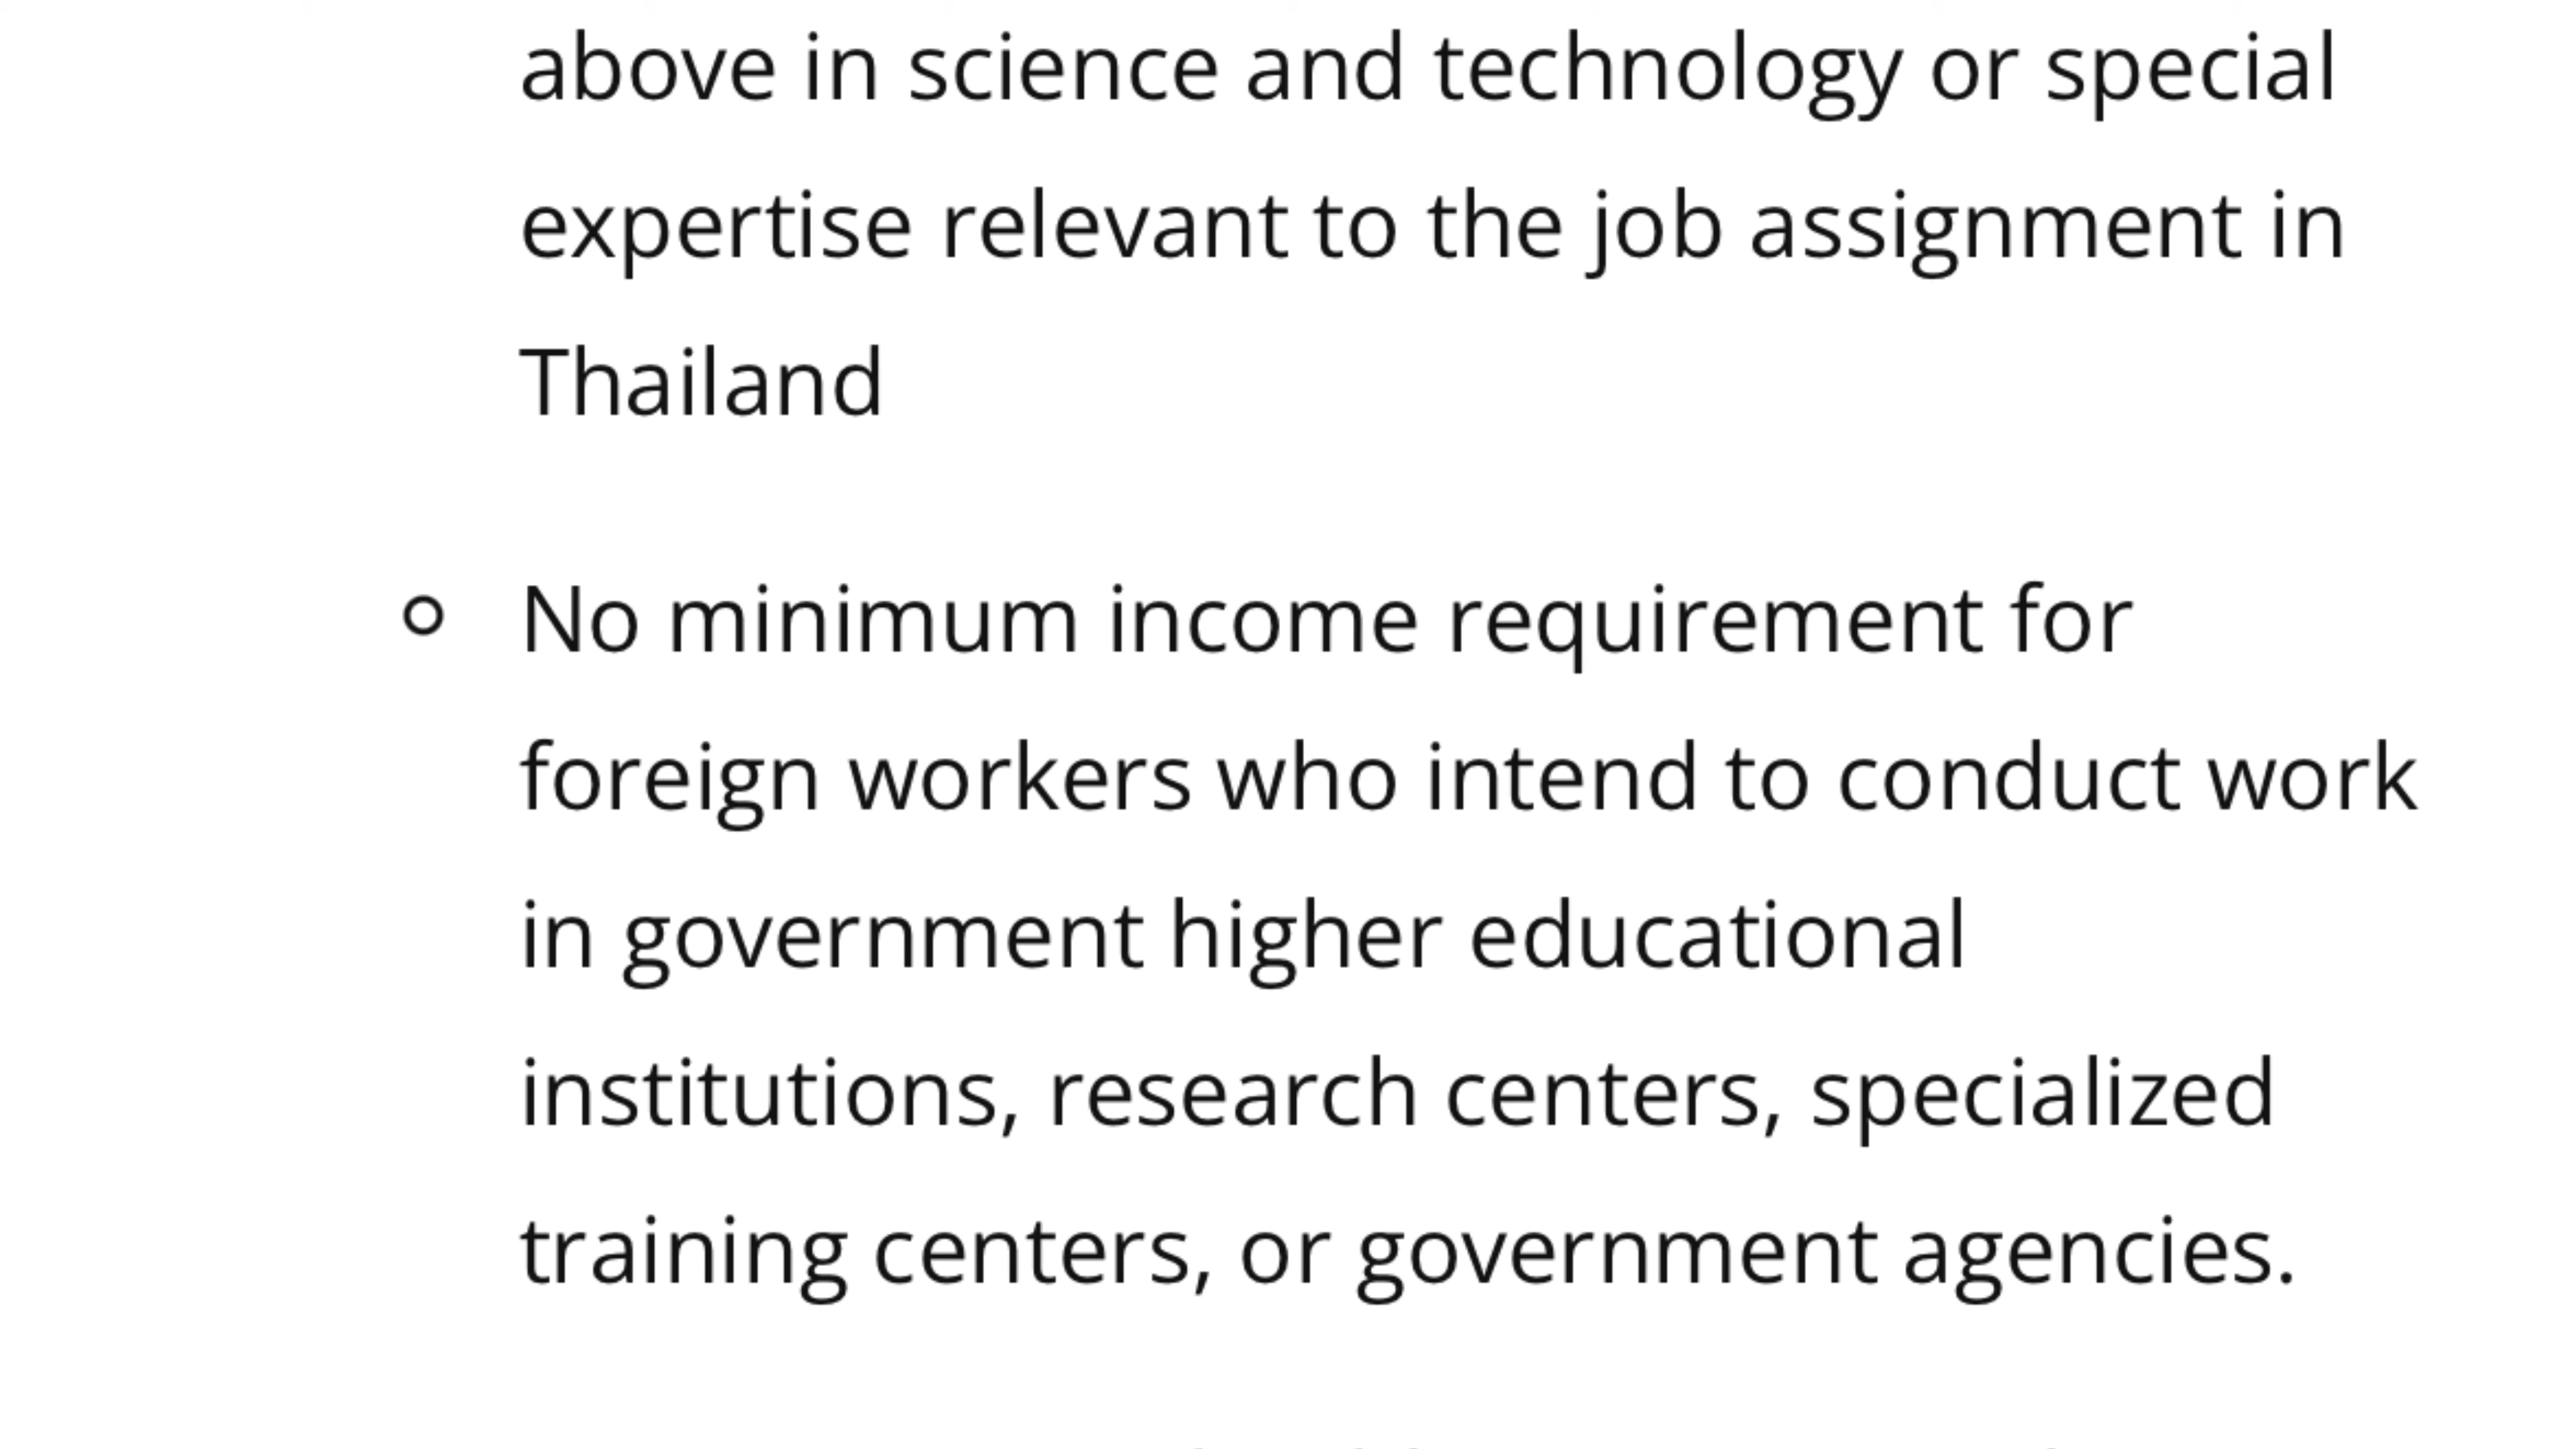 above in science and technology or special
expertise relevant to the job assignment in
Thailand
No minimum income requirement for
foreign workers who intend to conduct work
in government higher educational
institutions, research centers, specialized
training centers, or government agencies.